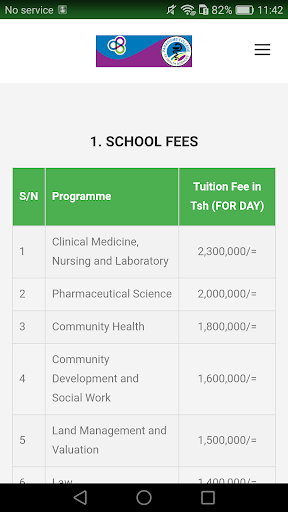 No service 82% 11:42
1. SCHOOL FEES
S/N Programme Tuition Fee in
Tsh (FOR DAY)
1 Clinical Medicine,
Nursing and Laboratory 2,300,000/=
2 Pharmaceutical Science 2,000,000/=
3 Community Health 1,800,000/=
4 Community
Development and
Social Work 1,600,000/=
5 Land Management and
Valuation 1,500,000/=
6 Law 1,400,000/=